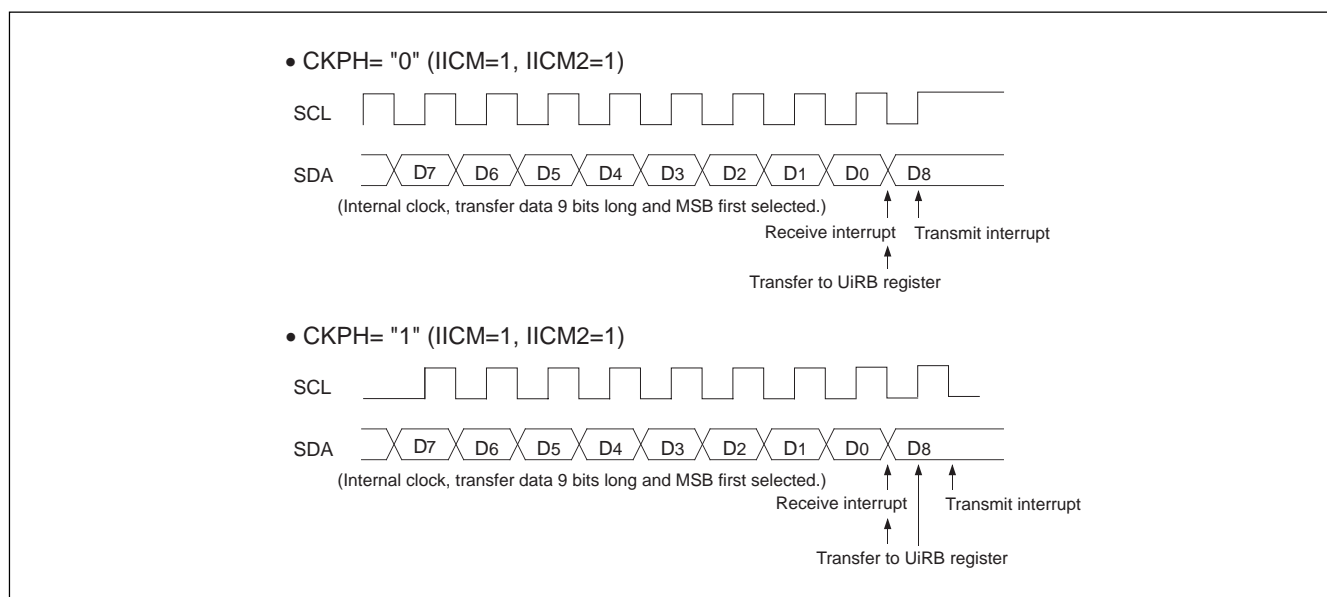 • CKPH= "0" (IICM=1, IICM2=1)
SCL
SDA D7 D6 D5 D4 D3 D2 D1 D0 D8
(Internal clock, transfer data 9 bits long and MSB first selected.)
Receive interrupt Transmit interrupt
Transfer to UiRB register
• CKPH= "1" (IICM=1, IICM2=1)
SCL
SDA D7 D6 D5 D4 D3 D2 D1 D0 D8
(Internal clock, transfer data 9 bits long and MSB first selected.)
Receive interrupt Transmit interrupt
Transfer to UiRB register